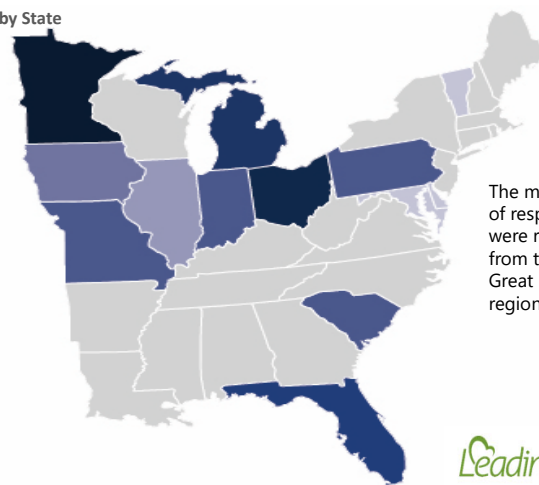 by State
The m
of resp
were r
from t
Great
region
Leadin